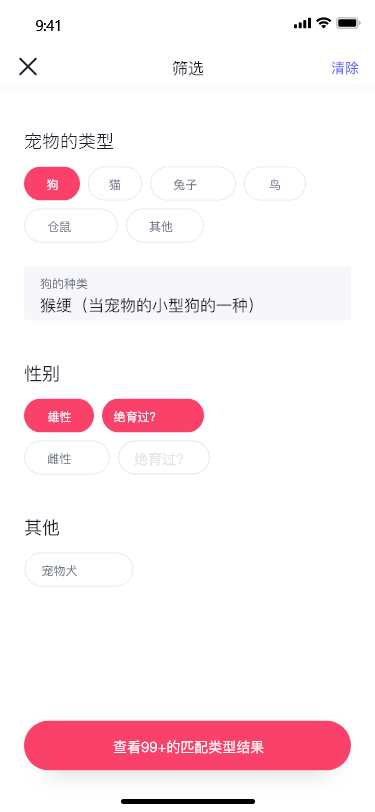 9:41
筛选 清除
宠物的类型
狗 猫 兔子 鸟
仓鼠 其他
狗的种类
猴梗（当宠物的小型狗的一种）
性别
雄性 绝育过?
雌性 绝育过?
其他
宠物犬
查看99+的匹配类型结果